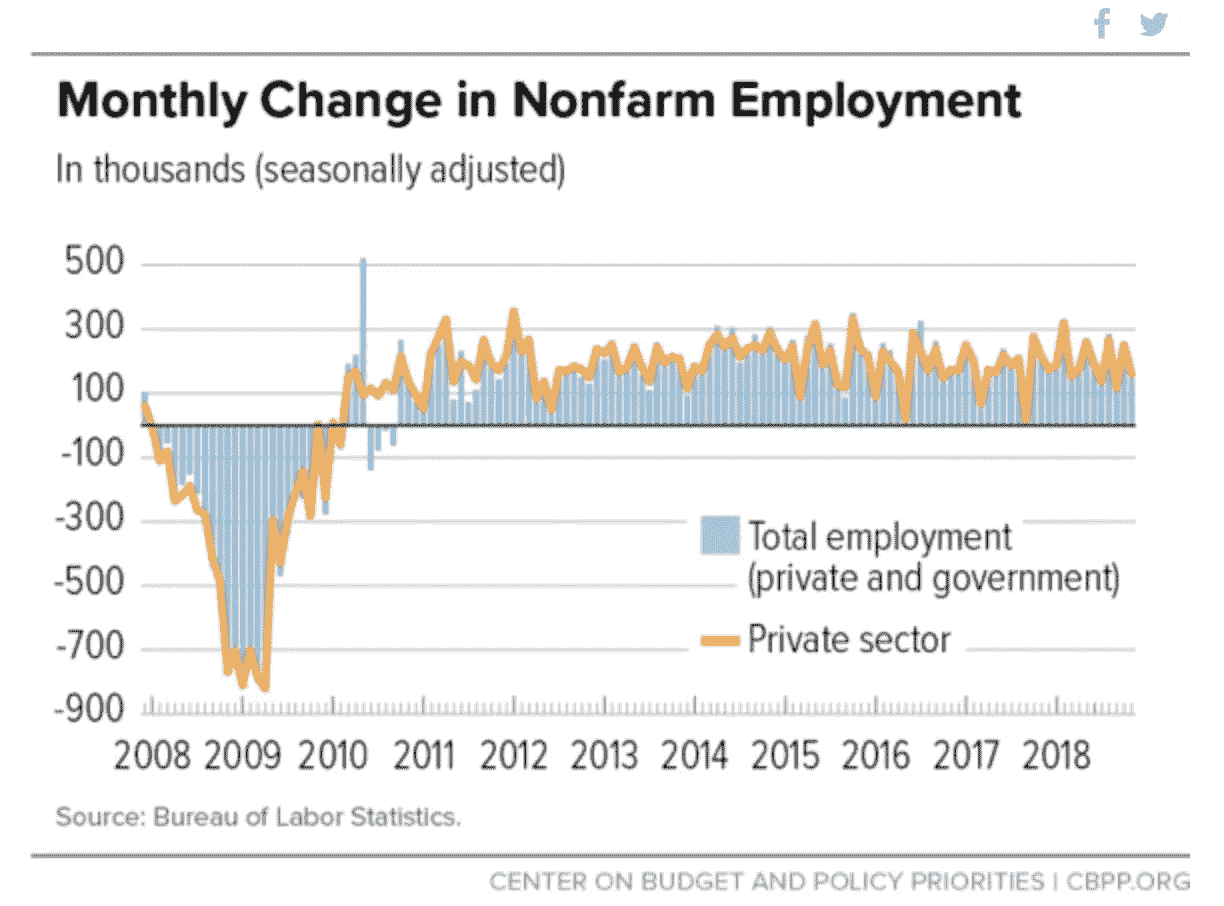 Monthly Change in Nonfarm Employment
In thousands (seasonally adjusted)
500
300
100
-100
-300
-500
-700
-900
Total employment
(private and government)
Private sector
2008 2009 2010 2011 2012 2013 2014 2015 2016 2017 2018
Source: Bureau of Labor Statistics.
CENTER ON BUDGET AND POLICY PRIORITIES | CBPP.ORG